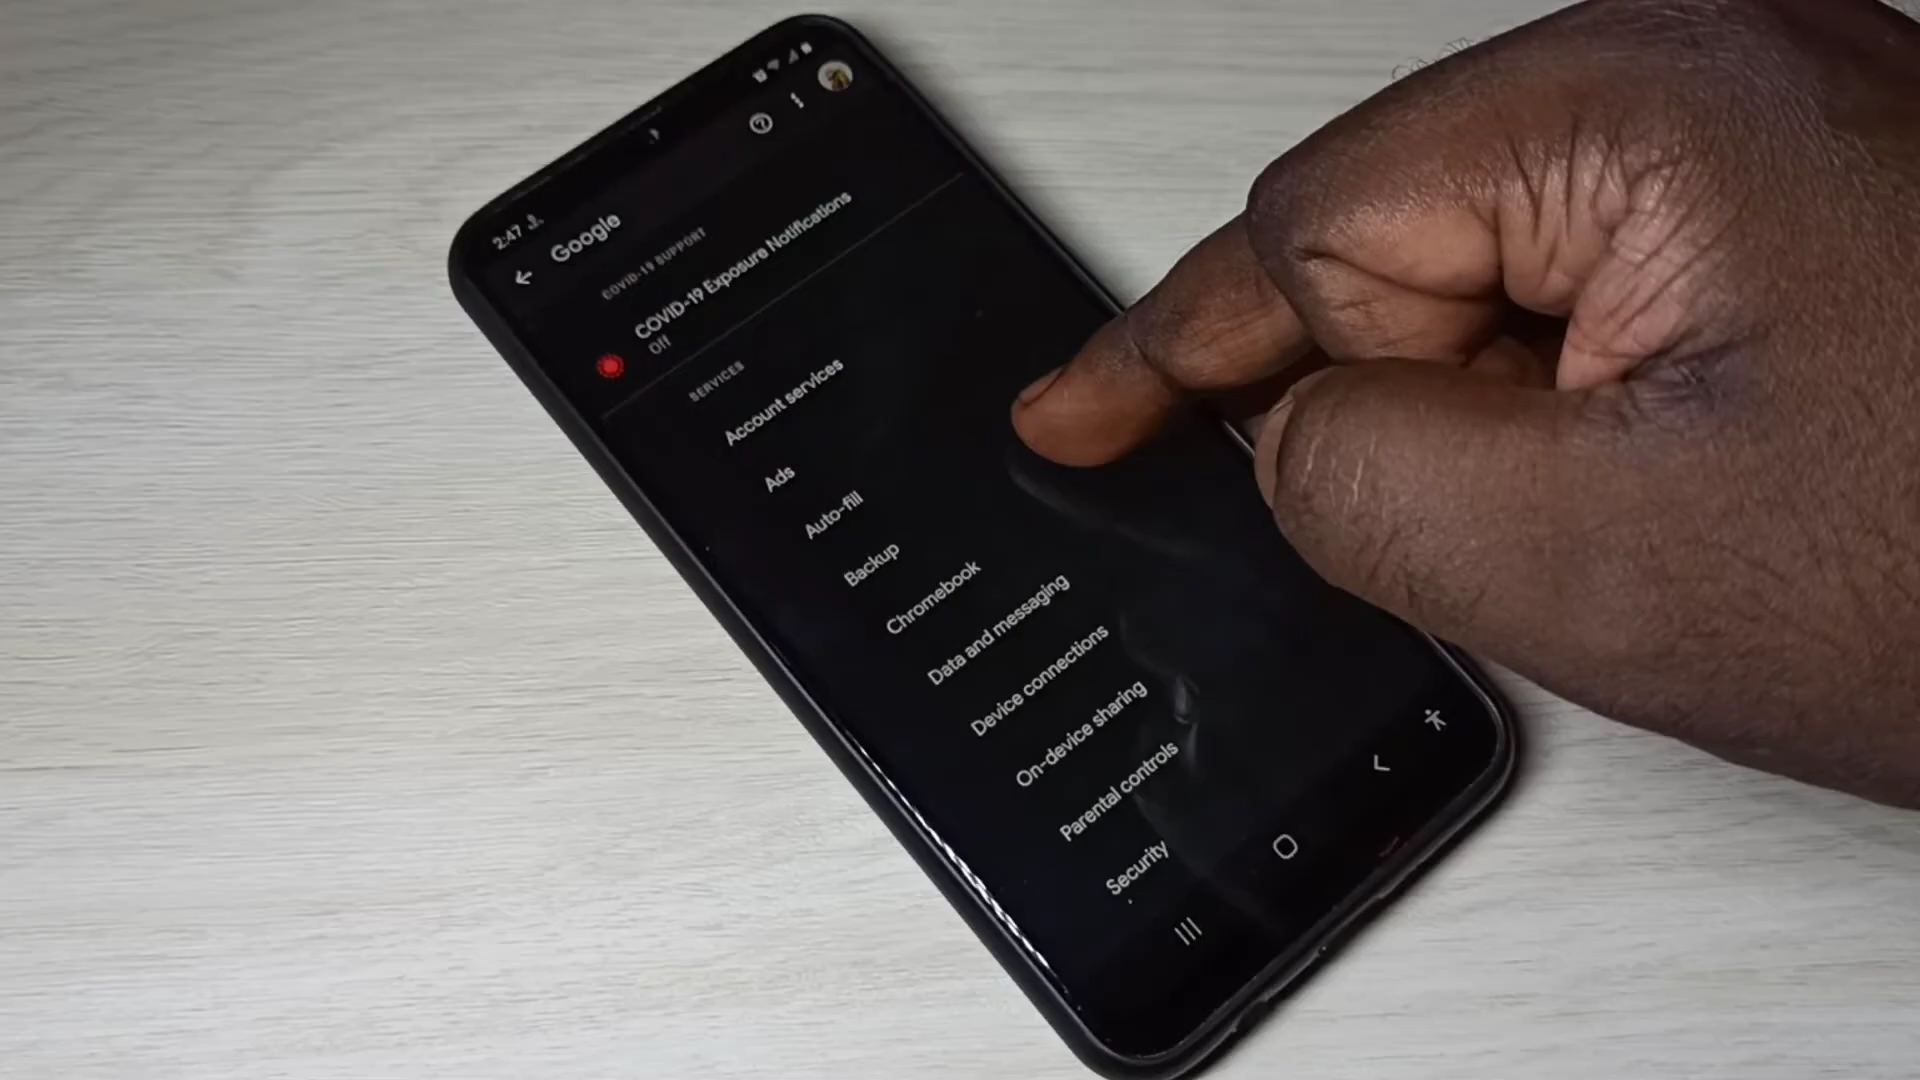 2:47
Google
COVID-19 SUPPORT
COVID-19 Exposure Notifications
Off
SERVICES
Account services
Ads
Auto-fill
Backup
Chromebook
Data and messaging
Device connections
On-device sharing
Parental controls
Security